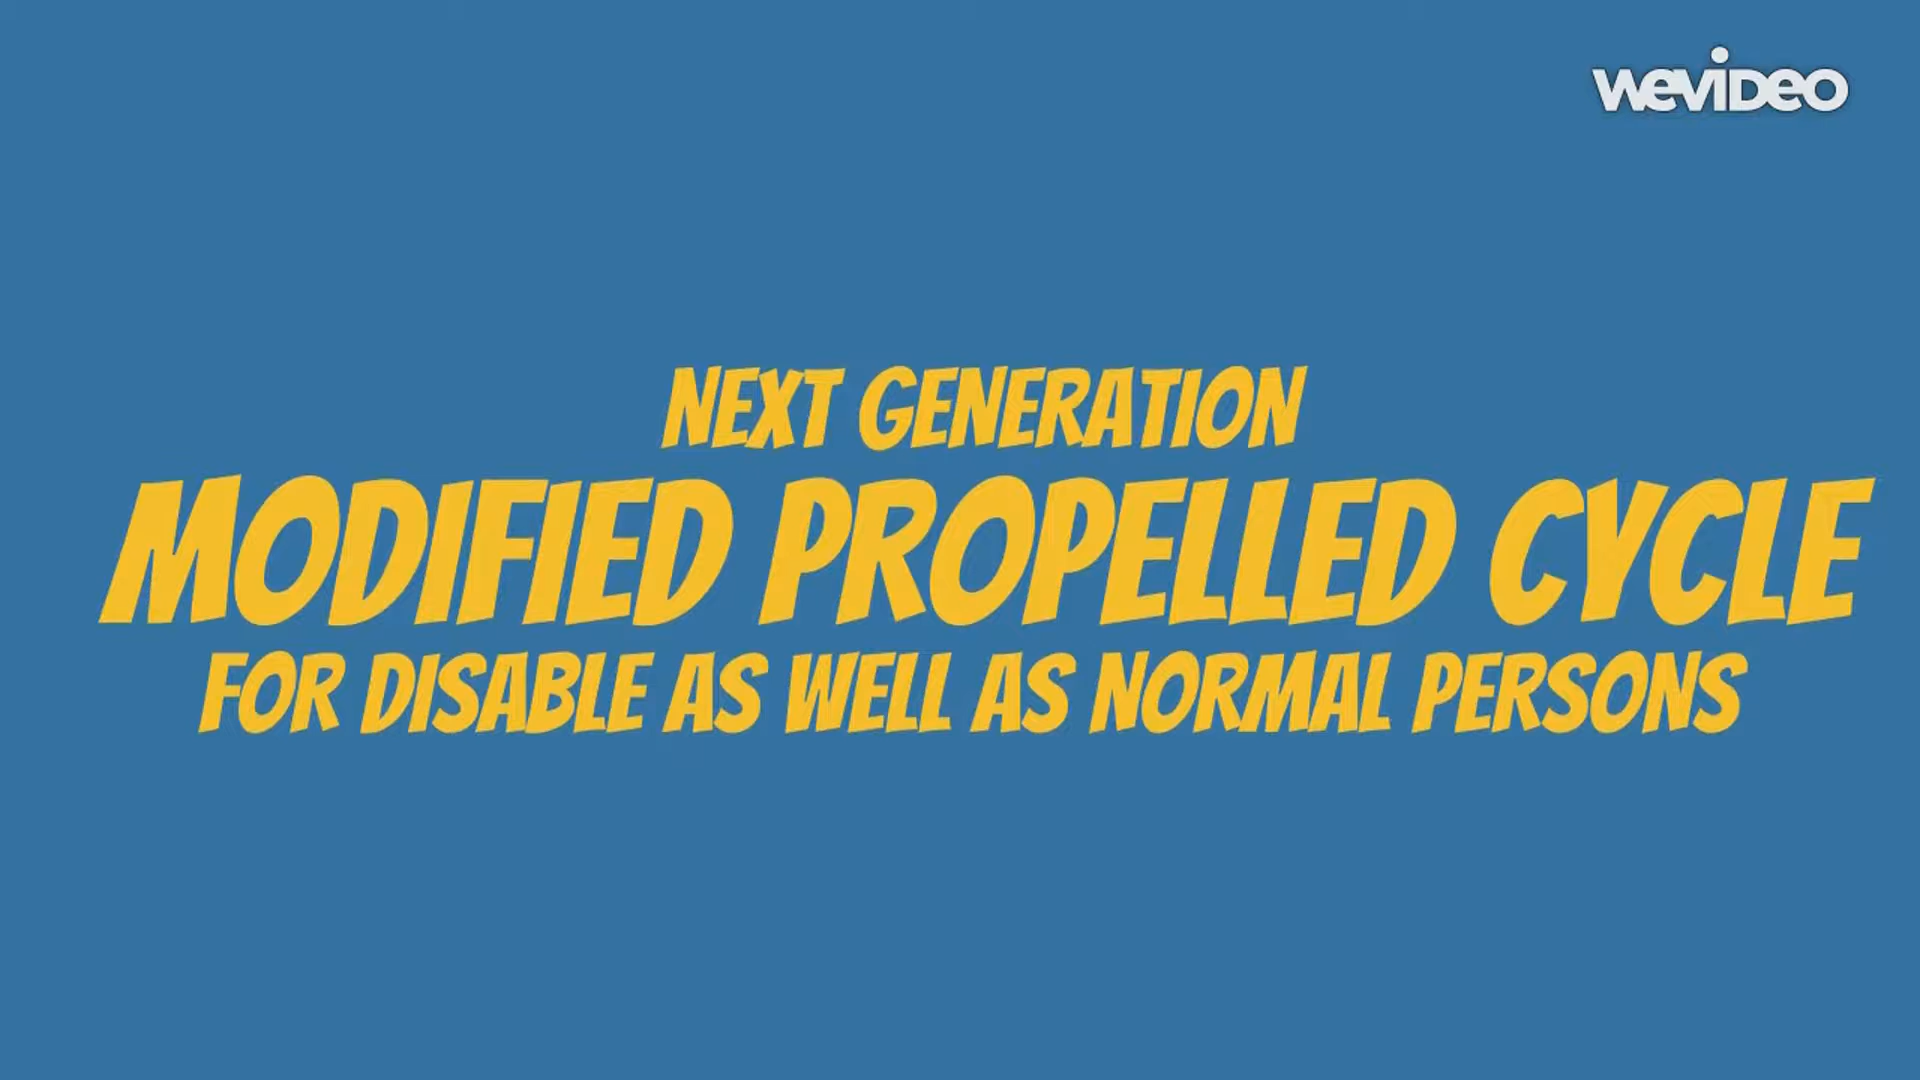 WeVideo
NEXT GENERATION
MODIFIED PROPELLED CYCLE
FOR DISABLE AS WELL AS NORMAL PERSONS